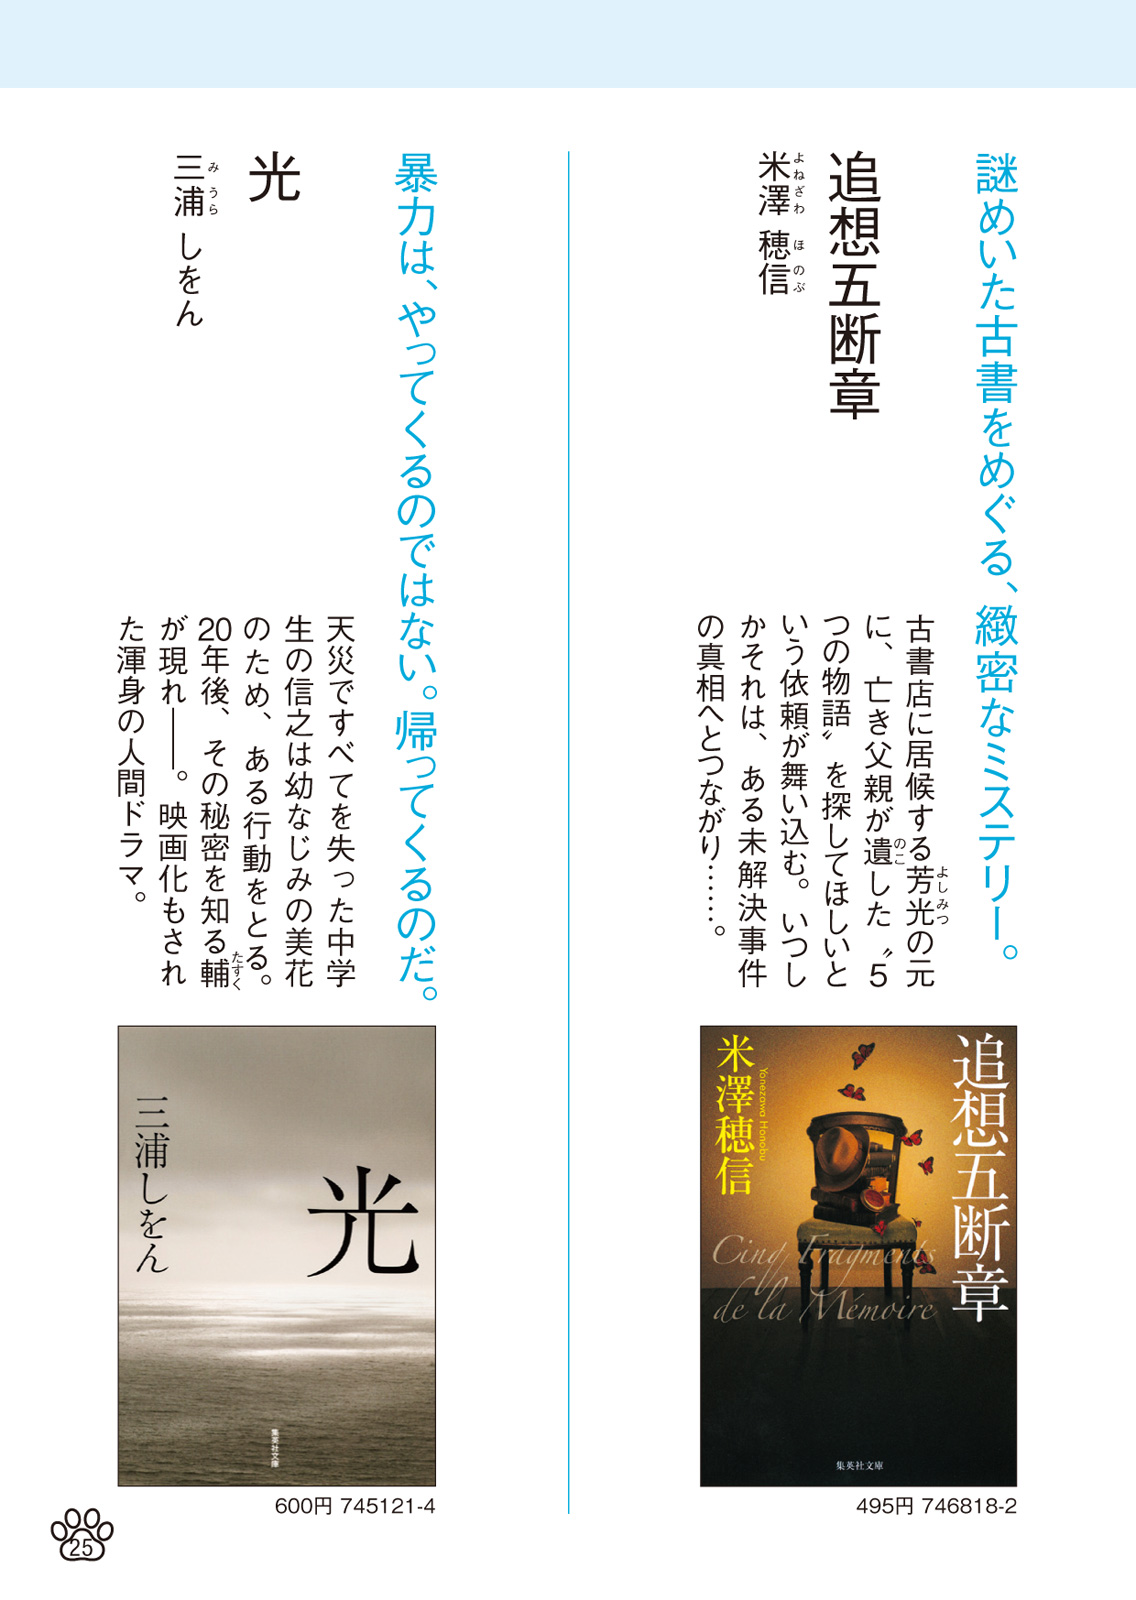 謎めいた古書をめぐる、緻密なミステリー。
追想五断章
米澤 穂信
よねざわ ほのぶ
古書店に居候する芳光の元
よしみつ
に、亡き父親が遺した〝5
のこ
つの物語〟を探してほしいと
いう依頼が舞い込む。いつし
かそれは、ある未解決事件
の真相へとつながり……。
追想五断章
米澤穂信
Yonezawa Honobu
Cinq Fragments
de la Mémoire
集英社文庫
495円 746818-2
暴力は、やってくるのではない。帰ってくるのだ。
光
三浦 しをん
みうら
天災ですべてを失った中学
生の信之は幼なじみの美花
のため、ある行動をとる。
20年後、その秘密を知る輔
たすく
が現れ――。映画化もされ
た渾身の人間ドラマ。
光
三浦しをん
集英社文庫
600円 745121-4
25